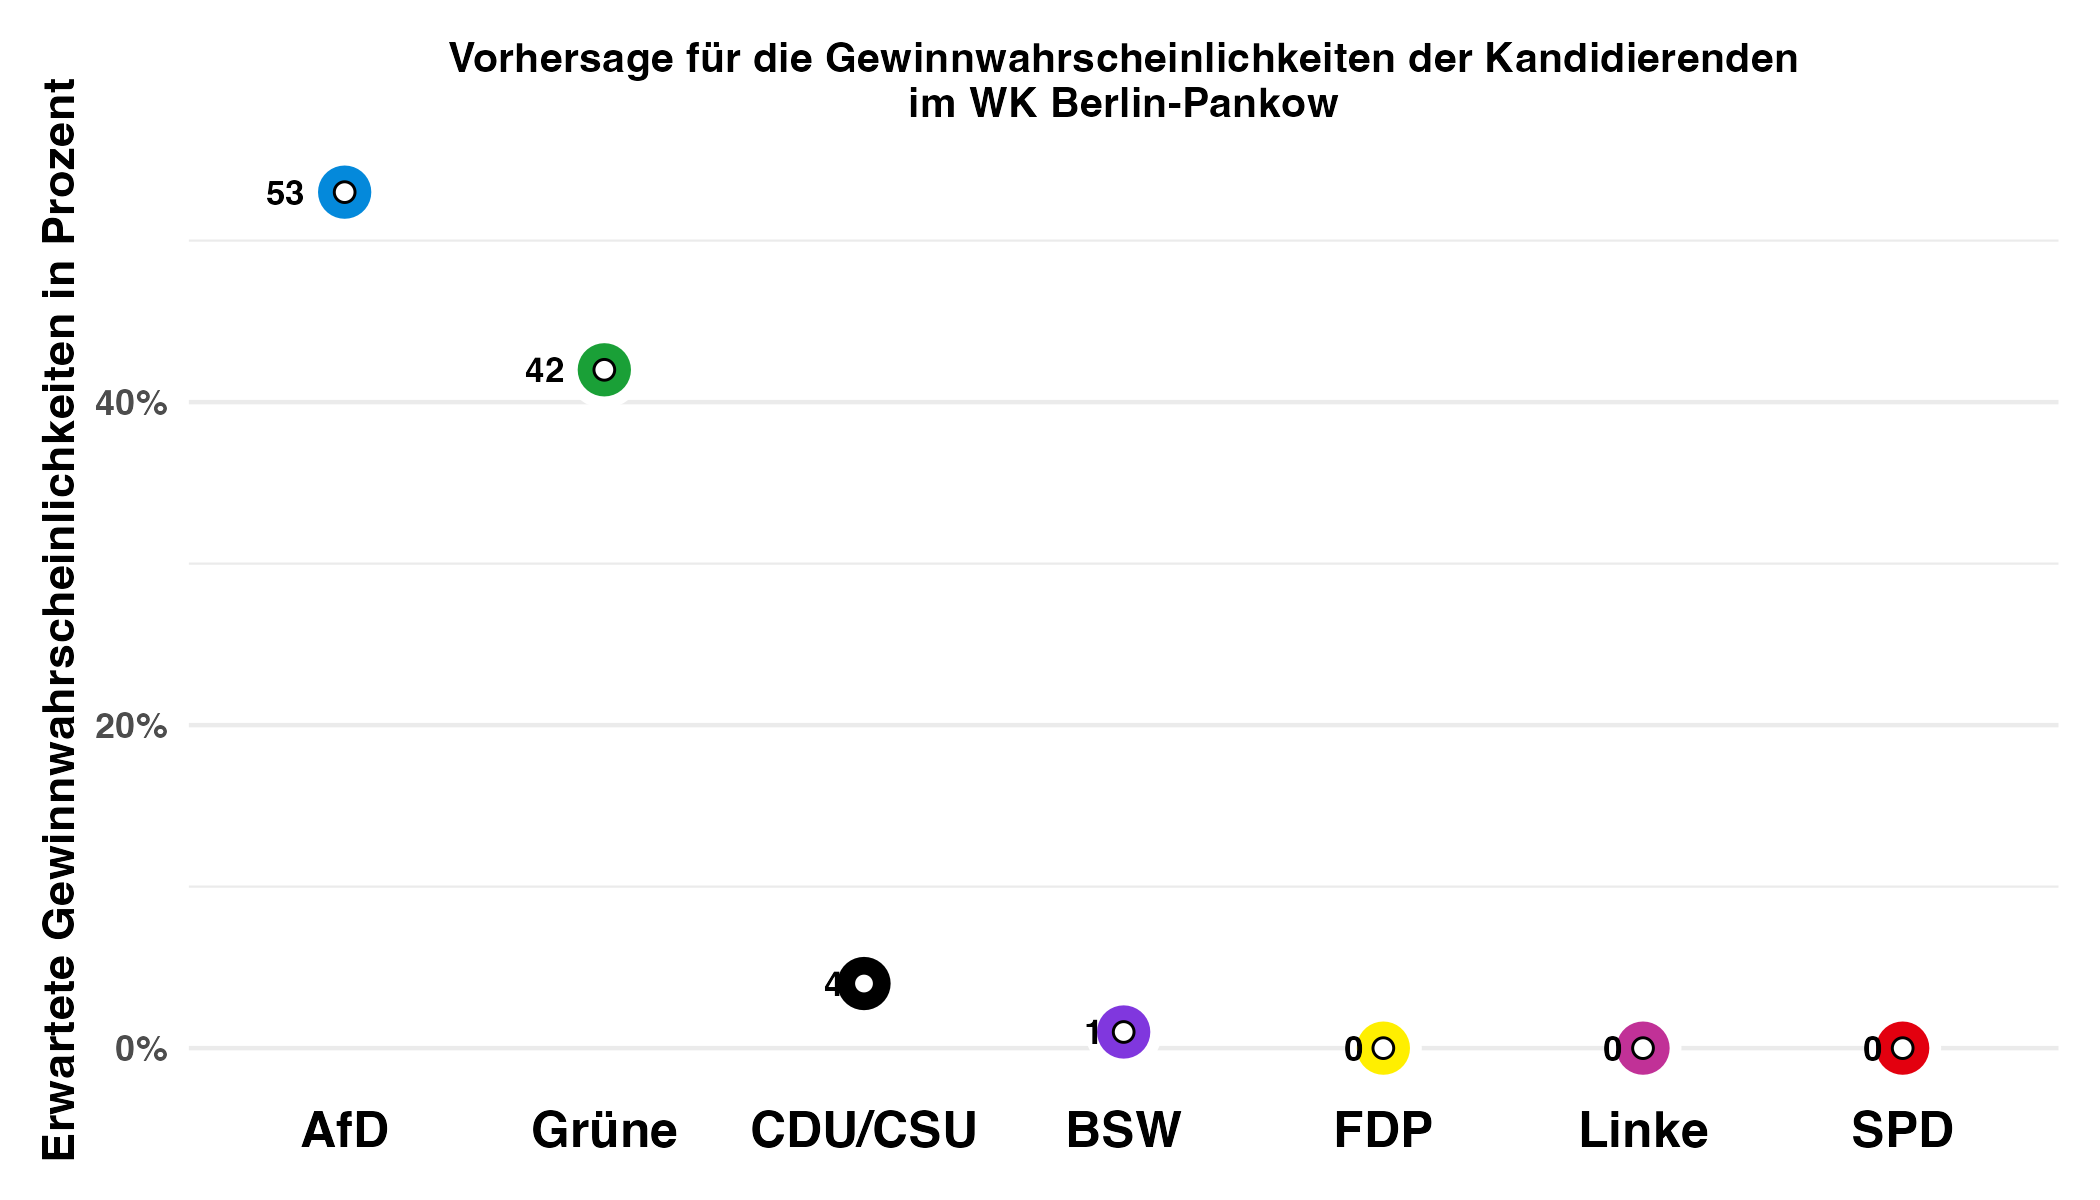 Vorhersage für die Gewinnwahrscheinlichkeiten der Kandidierenden
im WK Berlin-Pankow
Erwartete Gewinnwahrscheinlichkeiten in Prozent
53
42
40%
20%
4
1
0%
0
0
0
AfD
Grüne
CDU/CSU
BSW
FDP
Linke
SPD